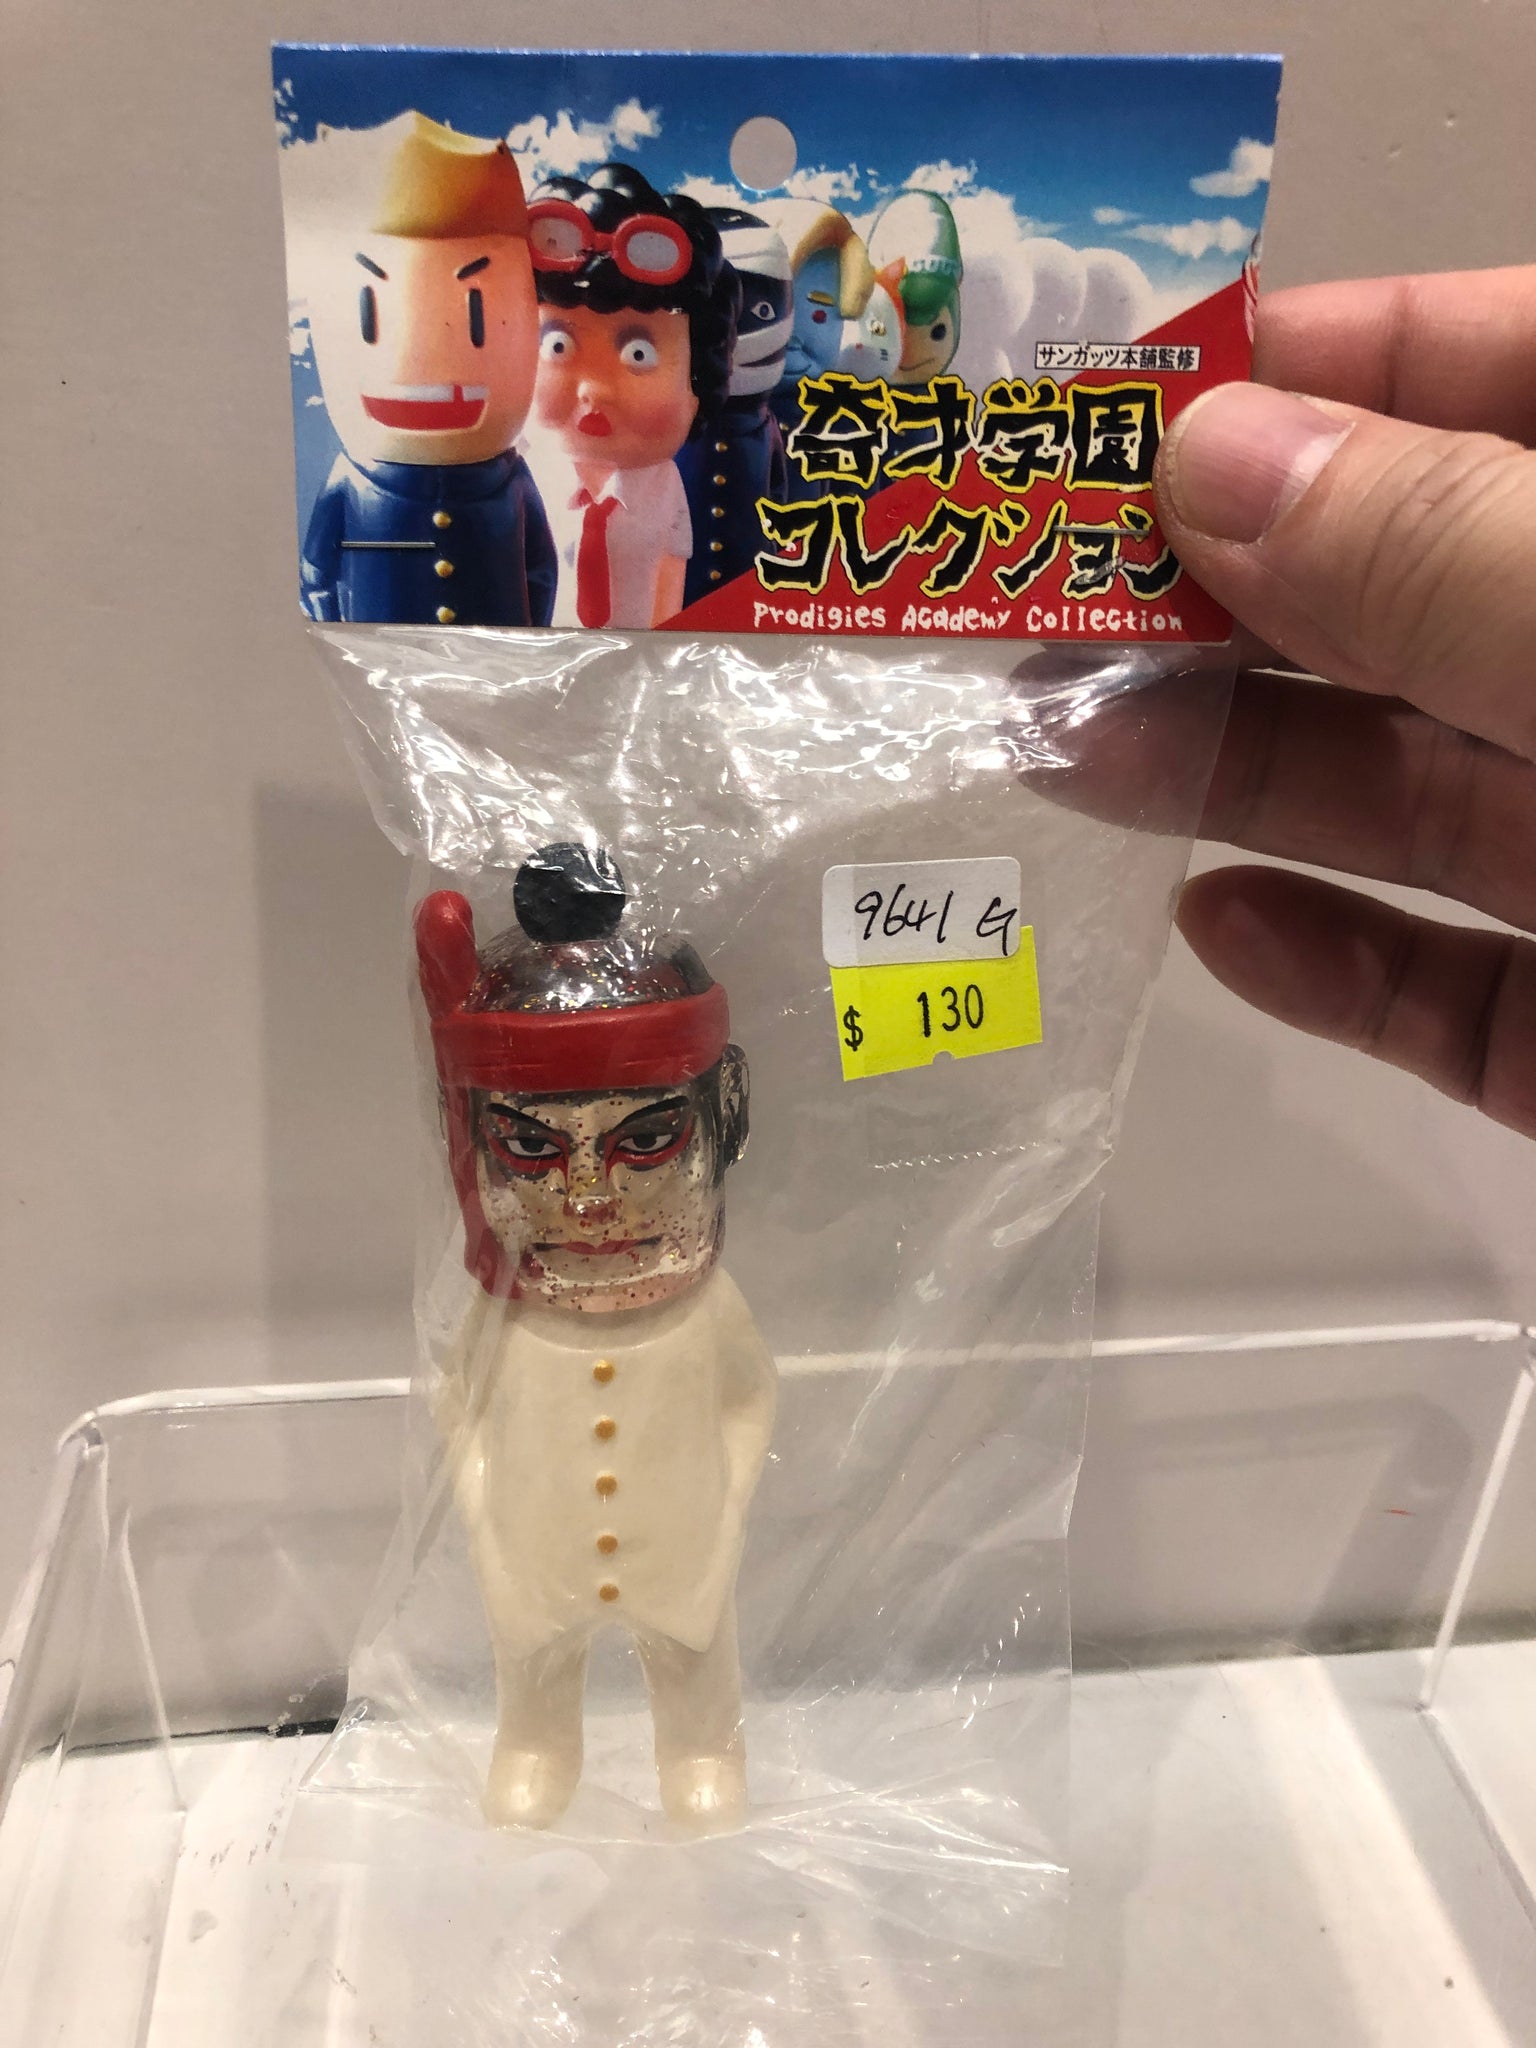 サンガッツ本舗監修
奇才学園
コレクション
Prodigies Academy Collection
9641 G
$ 130